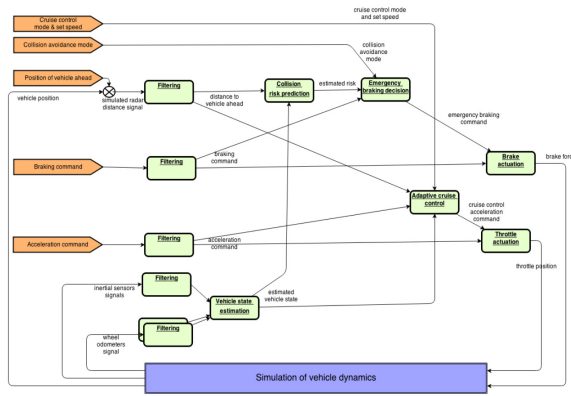 cruise control
mode and set speed
Cruise control
mode & set speed
Collision avoidance mode
collision
avoidance
mode
Position of vehicle ahead
vehicle position
simulated radar
distance signal
Filtering
distance to
vehicle ahead
Collision
risk prediction
estimated risk
Emergency
braking decision
emergency braking
command
Braking command
Filtering
braking
command
Brake
actuation
brake forc
Adaptive cruise
control
cruise control
acceleration
command
Acceleration command
Filtering
acceleration
command
Throttle
actuation
throttle position
inertial sensors
signals
Filtering
Vehicle state
estimation
estimated
vehicle state
wheel
odometers
signal
Filtering
Simulation of vehicle dynamics